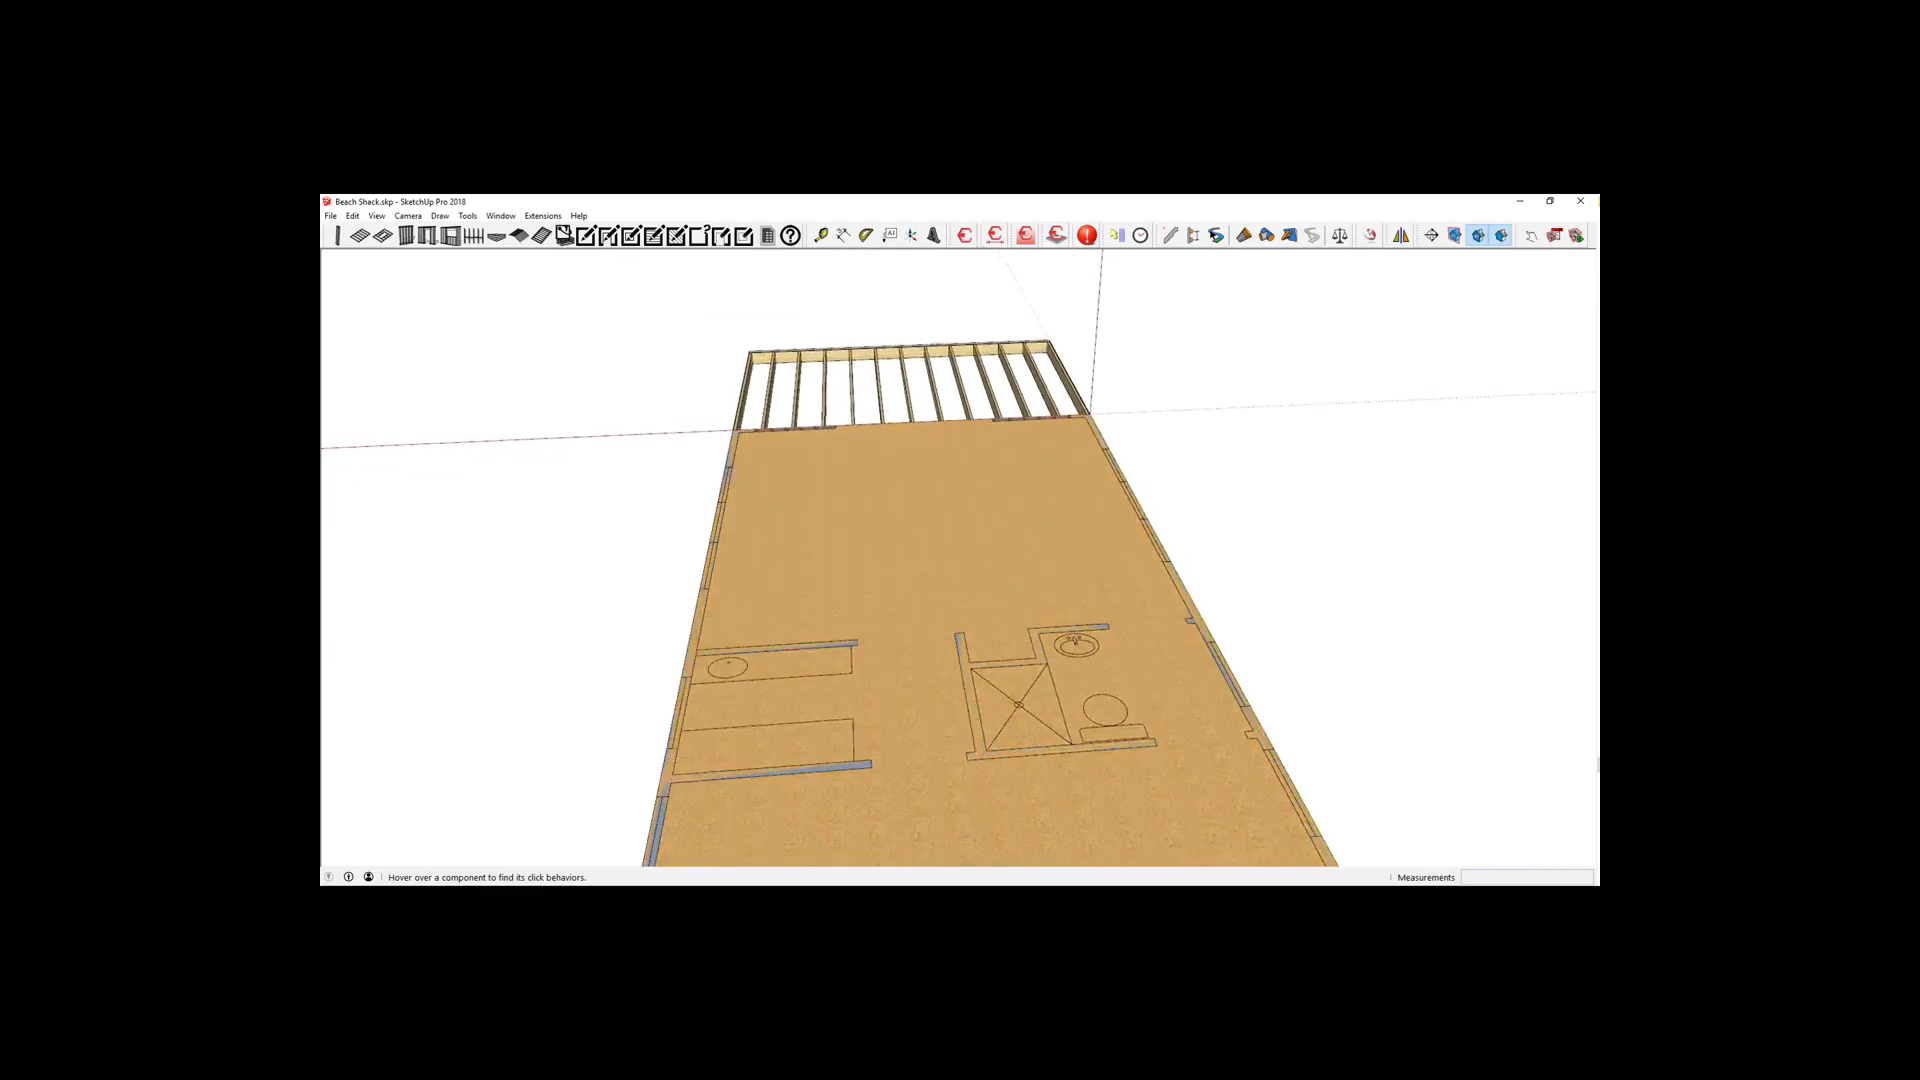 Beach Shack.skp - SketchUp Pro 2018
File Edit View Camera Draw Tools Window Extensions Help
A1
Hover over a component to find its click behaviors.
Measurements